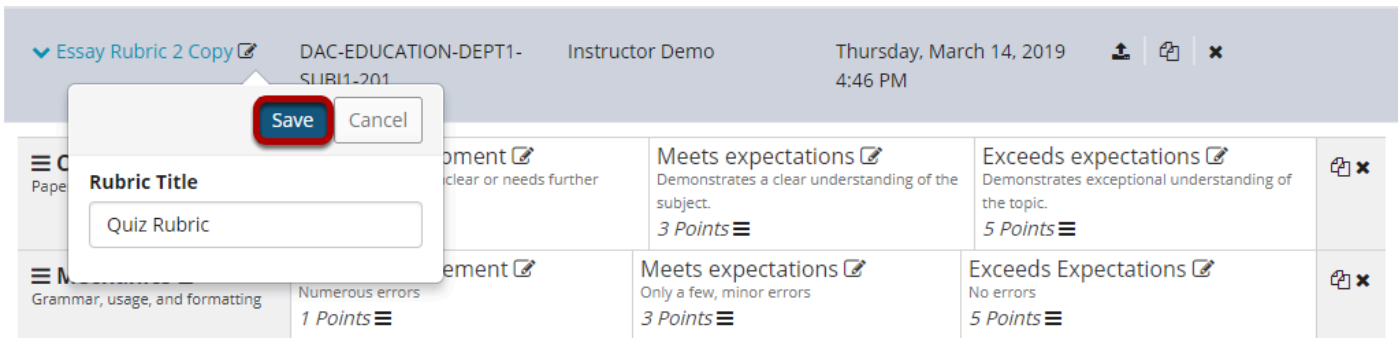 Essay Rubric 2 Copy DAC-EDUCATION-DEPT1- Instructor Demo Thursday, March 14, 2019
SUBJ1-201 4:46 PM
Save Cancel
Rubric Title
Quiz Rubric
Meets expectations Exceeds expectations
clear or needs further Demonstrates a clear understanding of the Demonstrates exceptional understanding of
subject. the topic.
3 Points 5 Points
Meets expectations Exceeds Expectations
Grammar, usage, and formatting Numerous errors Only a few, minor errors No errors
1 Points 3 Points 5 Points